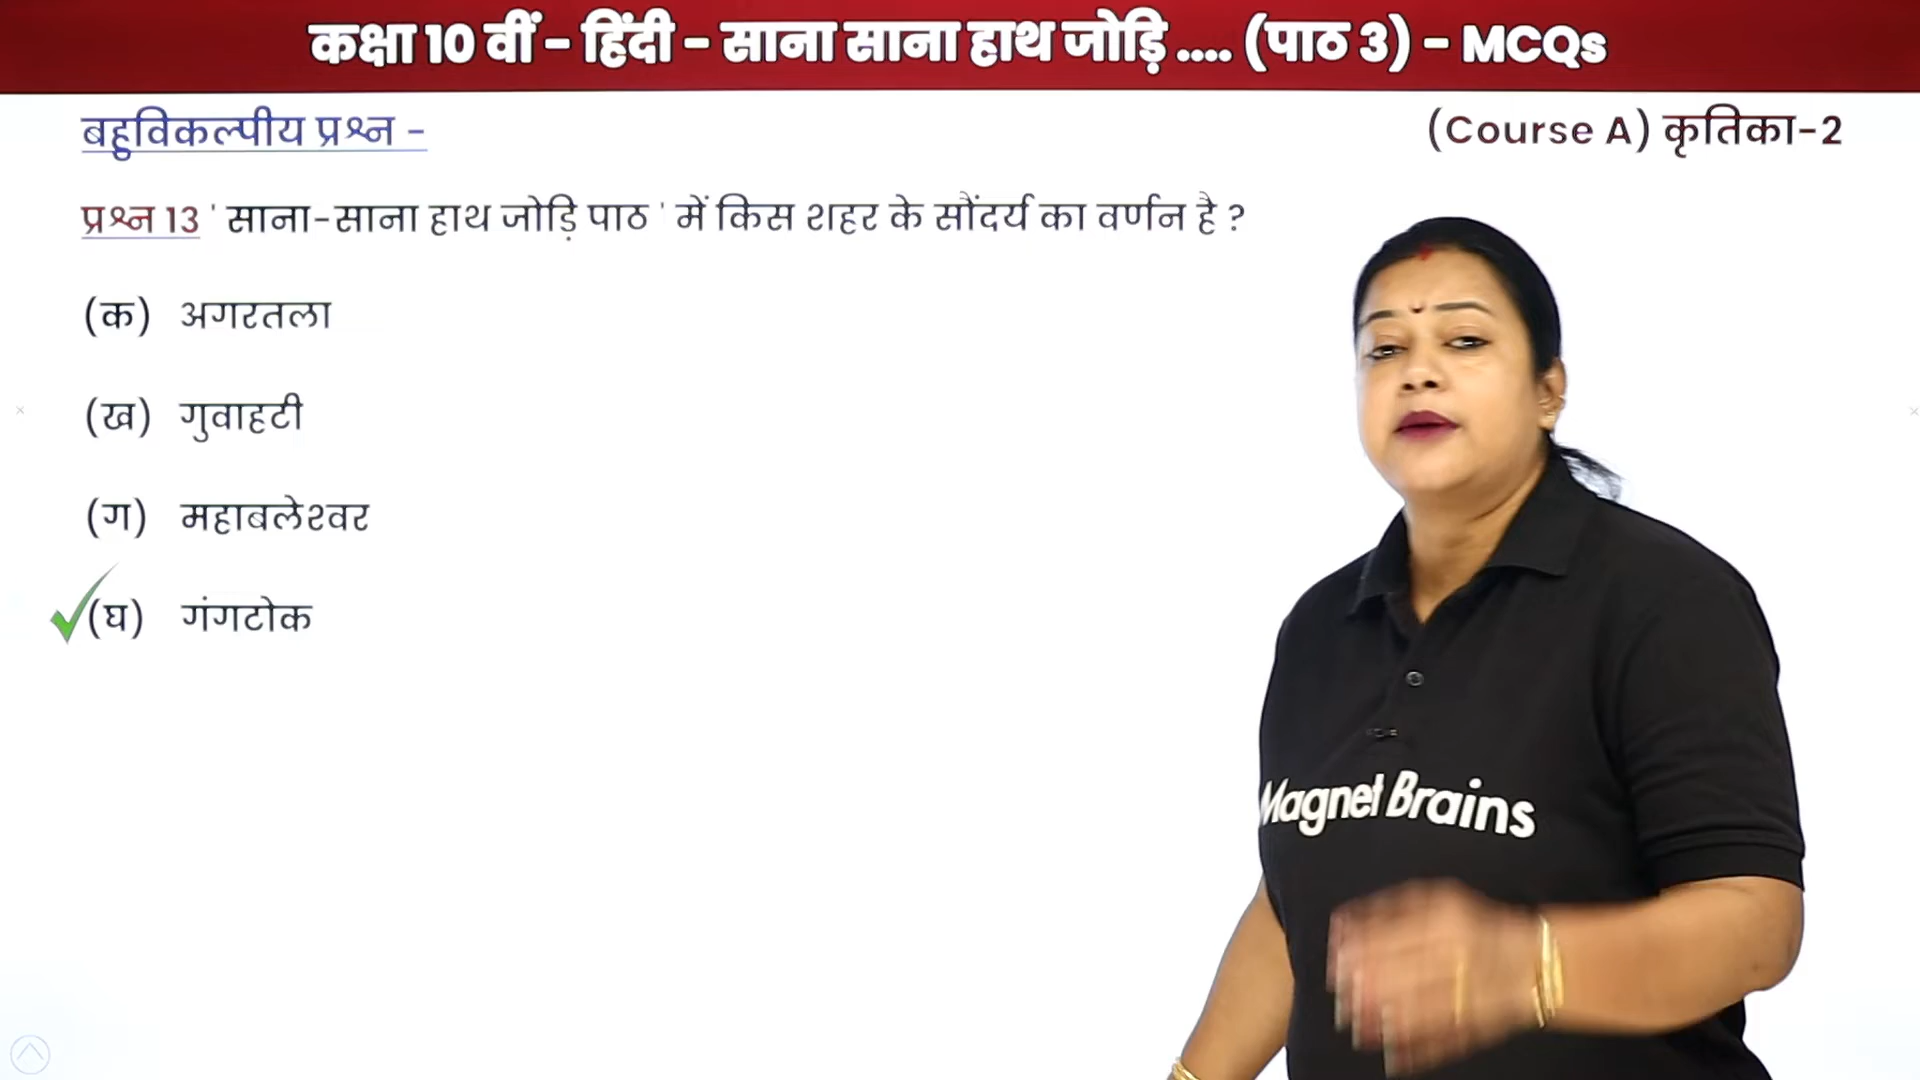 कक्षा 10 वीं - हिंदी - साना साना हाथ जोड़ि .... (पाठ 3) - MCQs
बहुविकल्पीय प्रश्न -
(Course A) कृतिका-2
प्रश्न 13 ' साना-साना हाथ जोड़ि पाठ ' में किस शहर के सौंदर्य का वर्णन है ?
(क) अगरतला
(ख) गुवाहटी
(ग) महाबलेश्वर
(घ) गंगटोक
Magnet Brains